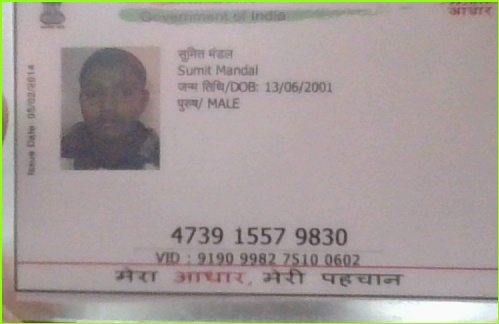 Government of India
आधार
सुमित मंडल
Sumit Mandal
जन्म तिथि/DOB: 13/06/2001
पुरुष/ MALE
Issue Date: 05/02/2014
4739 1557 9830
VID : 9190 9982 7510 0602
मेरा आधार, मेरी पहचान